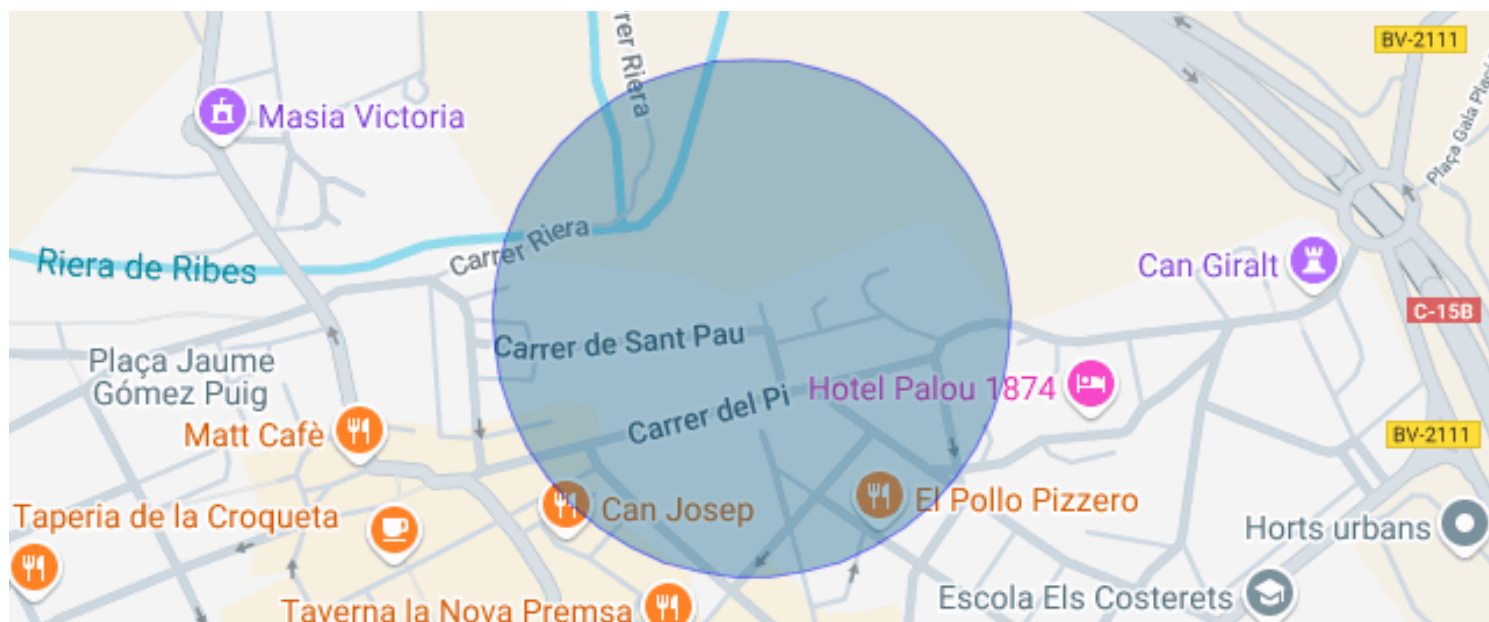 rrer Riera
BV-2111
Plaça Gala Plac
Masia Victoria
Carrer Riera
Riera de Ribes
Can Giralt
C-15B
Carrer de Sant Pau
Plaça Jaume
Gómez Puig
Hotel Palou 1874
Carrer del Pi
Matt Cafè
BV-2111
Taperia de la Croqueta
Can Josep
El Pollo Pizzero
Horts urbans
Taverna la Nova Premsa
Escola Els Costerets